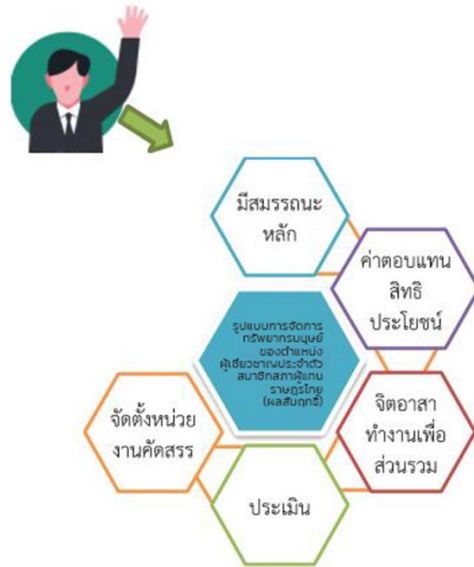 มีสมรรถนะ
หลัก
ค่าตอบแทน
สิทธิ
ประโยชน์
รูปแบบการจัดการ
ทรัพยากรมนุษย์
ของตำแหน่ง
ผู้เชี่ยวชาญประจำตัว
สมาชิกสภาผู้แทน
ราษฎรไทย
(ผลสัมฤทธิ์)
จิตอาสา
ทำงานเพื่อ
ส่วนรวม
จัดตั้งหน่วย
งานคัดสรร
ประเมิน